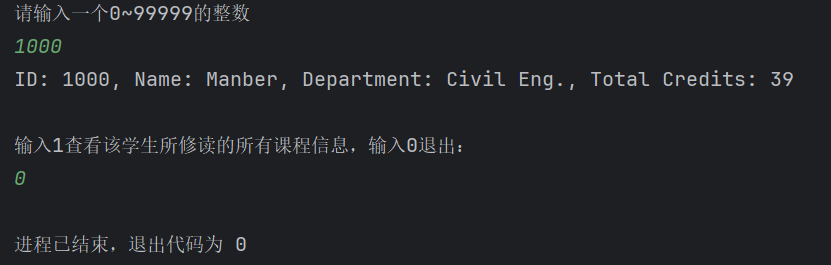 请输入一个0~99999的整数
1000
ID: 1000, Name: Manber, Department: Civil Eng., Total Credits: 39
输入1查看该学生所修读的所有课程信息，输入0退出：
0
进程已结束，退出代码为 0